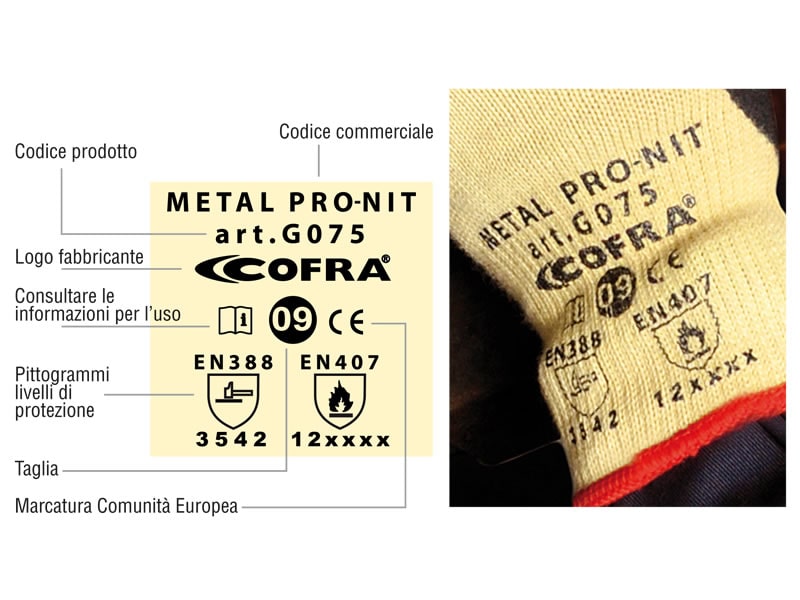 Codice commerciale
Codice prodotto
METAL PRO-NIT
art.G075
Logo fabbricante
COFRA®
Consultare le
informazioni per l'uso
i 09 CE
Pittogrammi
livelli di
protezione
EN388 EN407
3542 12xxxx
Taglia
Marcatura Comunità Europea
METAL PRO-NIT
art.G075
COFRA®
09 CE
EN388 EN407
3542 12xxxx